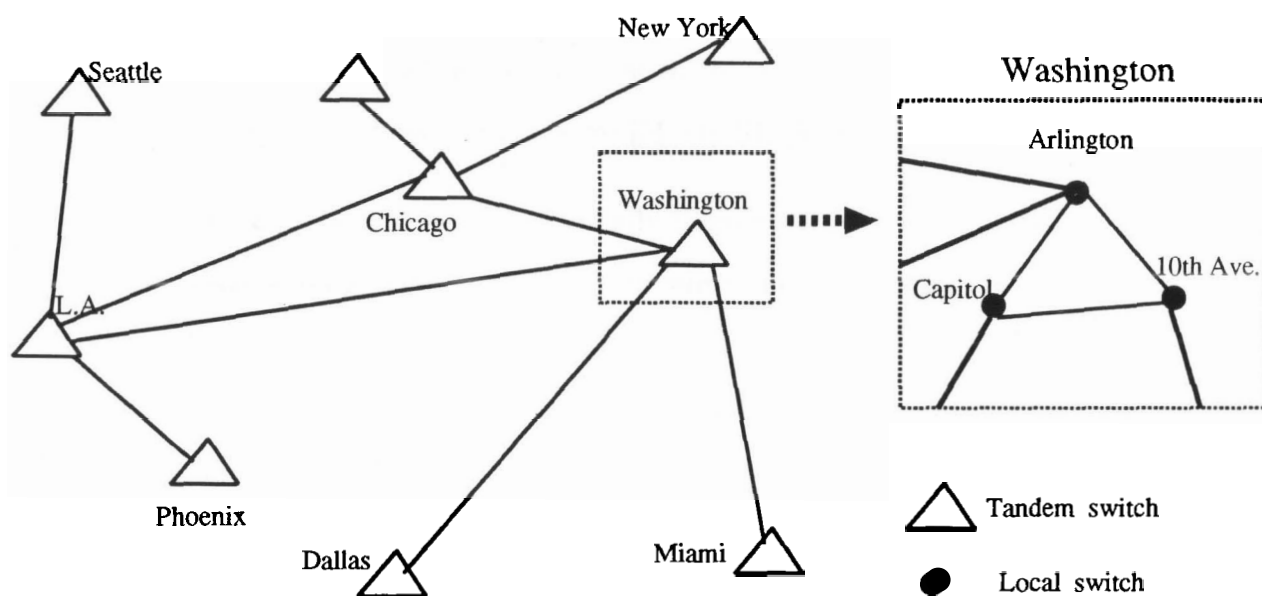 New York
Seattle
Washington
Arlington
Washington
Chicago
10th Ave.
Capitol
L.A.
Phoenix
Tandem switch
Dallas
Miami
Local switch